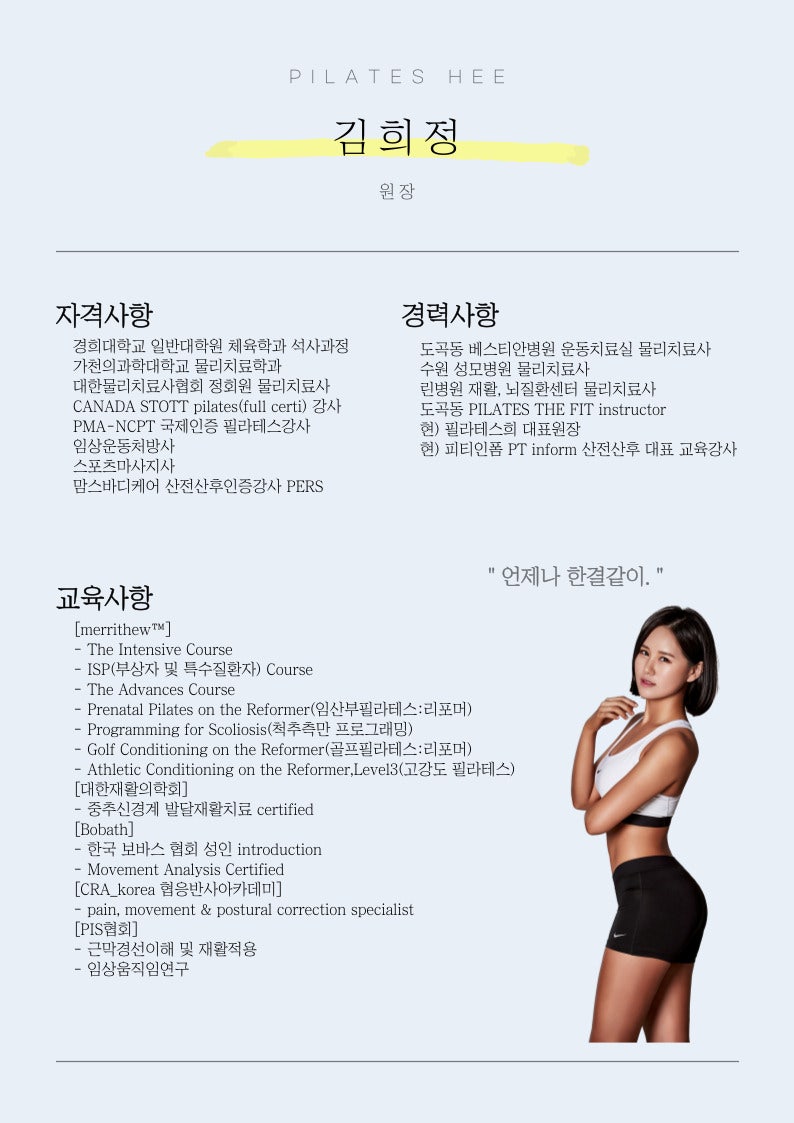 PILATES HEE
김희정
원장
자격사항
경희대학교 일반대학원 체육학과 석사과정
가천의과학대학교 물리치료학과
대한물리치료사협회 정회원 물리치료사
CANADA STOTT pilates(full certi) 강사
PMA-NCPT 국제인증 필라테스강사
임상운동처방사
스포츠마사지사
맘스바디케어 산전산후인증강사 PERS
경력사항
도곡동 베스티안병원 운동치료실 물리치료사
수원 성모병원 물리치료사
린병원 재활, 뇌질환센터 물리치료사
도곡동 PILATES THE FIT instructor
현) 필라테스희 대표원장
현) 피티인폼 PT inform 산전산후 대표 교육강사
" 언제나 한결같이. "
교육사항
[merrithew™]
- The Intensive Course
- ISP(부상자 및 특수질환자) Course
- The Advances Course
- Prenatal Pilates on the Reformer(임산부필라테스:리포머)
- Programming for Scoliosis(척추측만 프로그래밍)
- Golf Conditioning on the Reformer(골프필라테스:리포머)
- Athletic Conditioning on the Reformer,Level3(고강도 필라테스)
[대한재활의학회]
- 중추신경계 발달재활치료 certified
[Bobath]
- 한국 보바스 협회 성인 introduction
- Movement Analysis Certified
[CRA_korea 협응반사아카데미]
- pain, movement & postural correction specialist
[PIS협회]
- 근막경선이해 및 재활적용
- 임상움직임연구